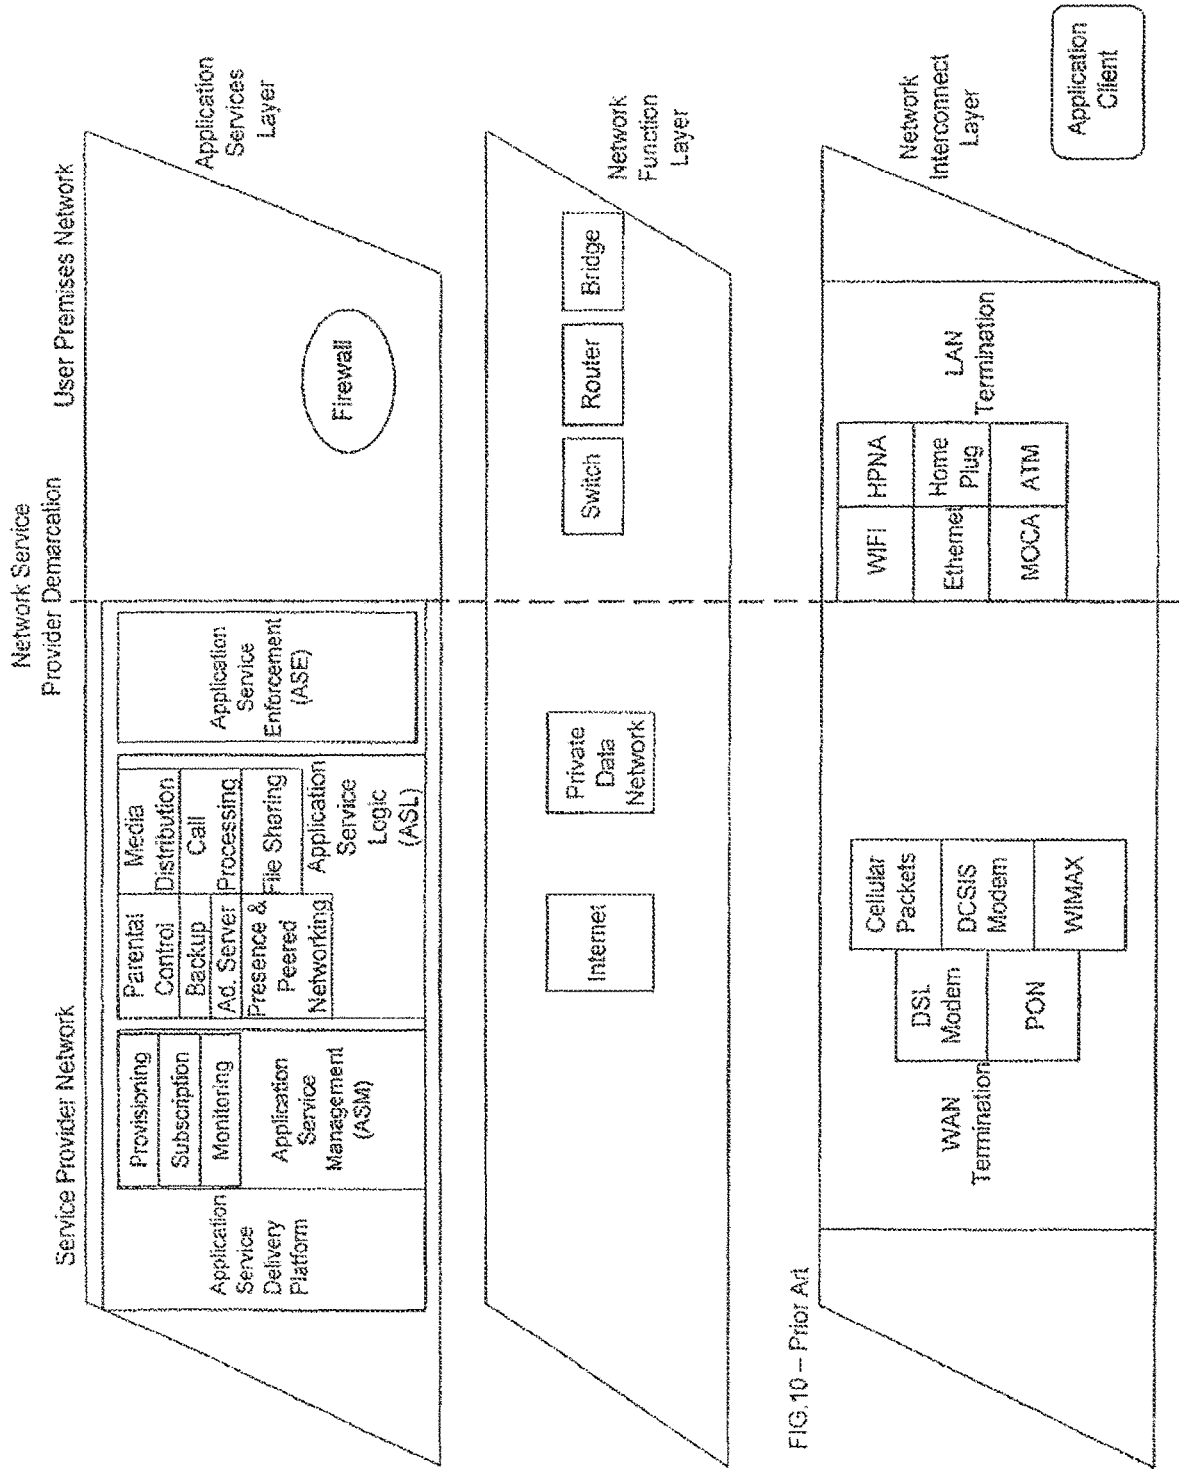 Service Provider Network
Network Service
Provider Demarcation
User Premises Network
Application
Service
Delivery
Platform
Provisioning
Subscription
Monitoring
Application
Service
Management
(ASM)
Parental
Control
Backup
Ad. Server
Presence &
Peered
Networking
Media
Distribution
Call
Processing
File Sharing
Application
Service
Logic
(ASL)
Application
Service
Enforcement
(ASE)
Firewall
Application
Services
Layer
Internet
Private
Data
Network
Switch
Router
Bridge
Network
Function
Layer
FIG.10 – Prior Art
WAN
Termination
DSL
Modem
PON
Cellular
Packets
DCSIS
Modem
WIMAX
WIFI
Ethernet
MOCA
HPNA
Home
Plug
ATM
LAN
Termination
Network
Interconnect
Layer
Application
Client